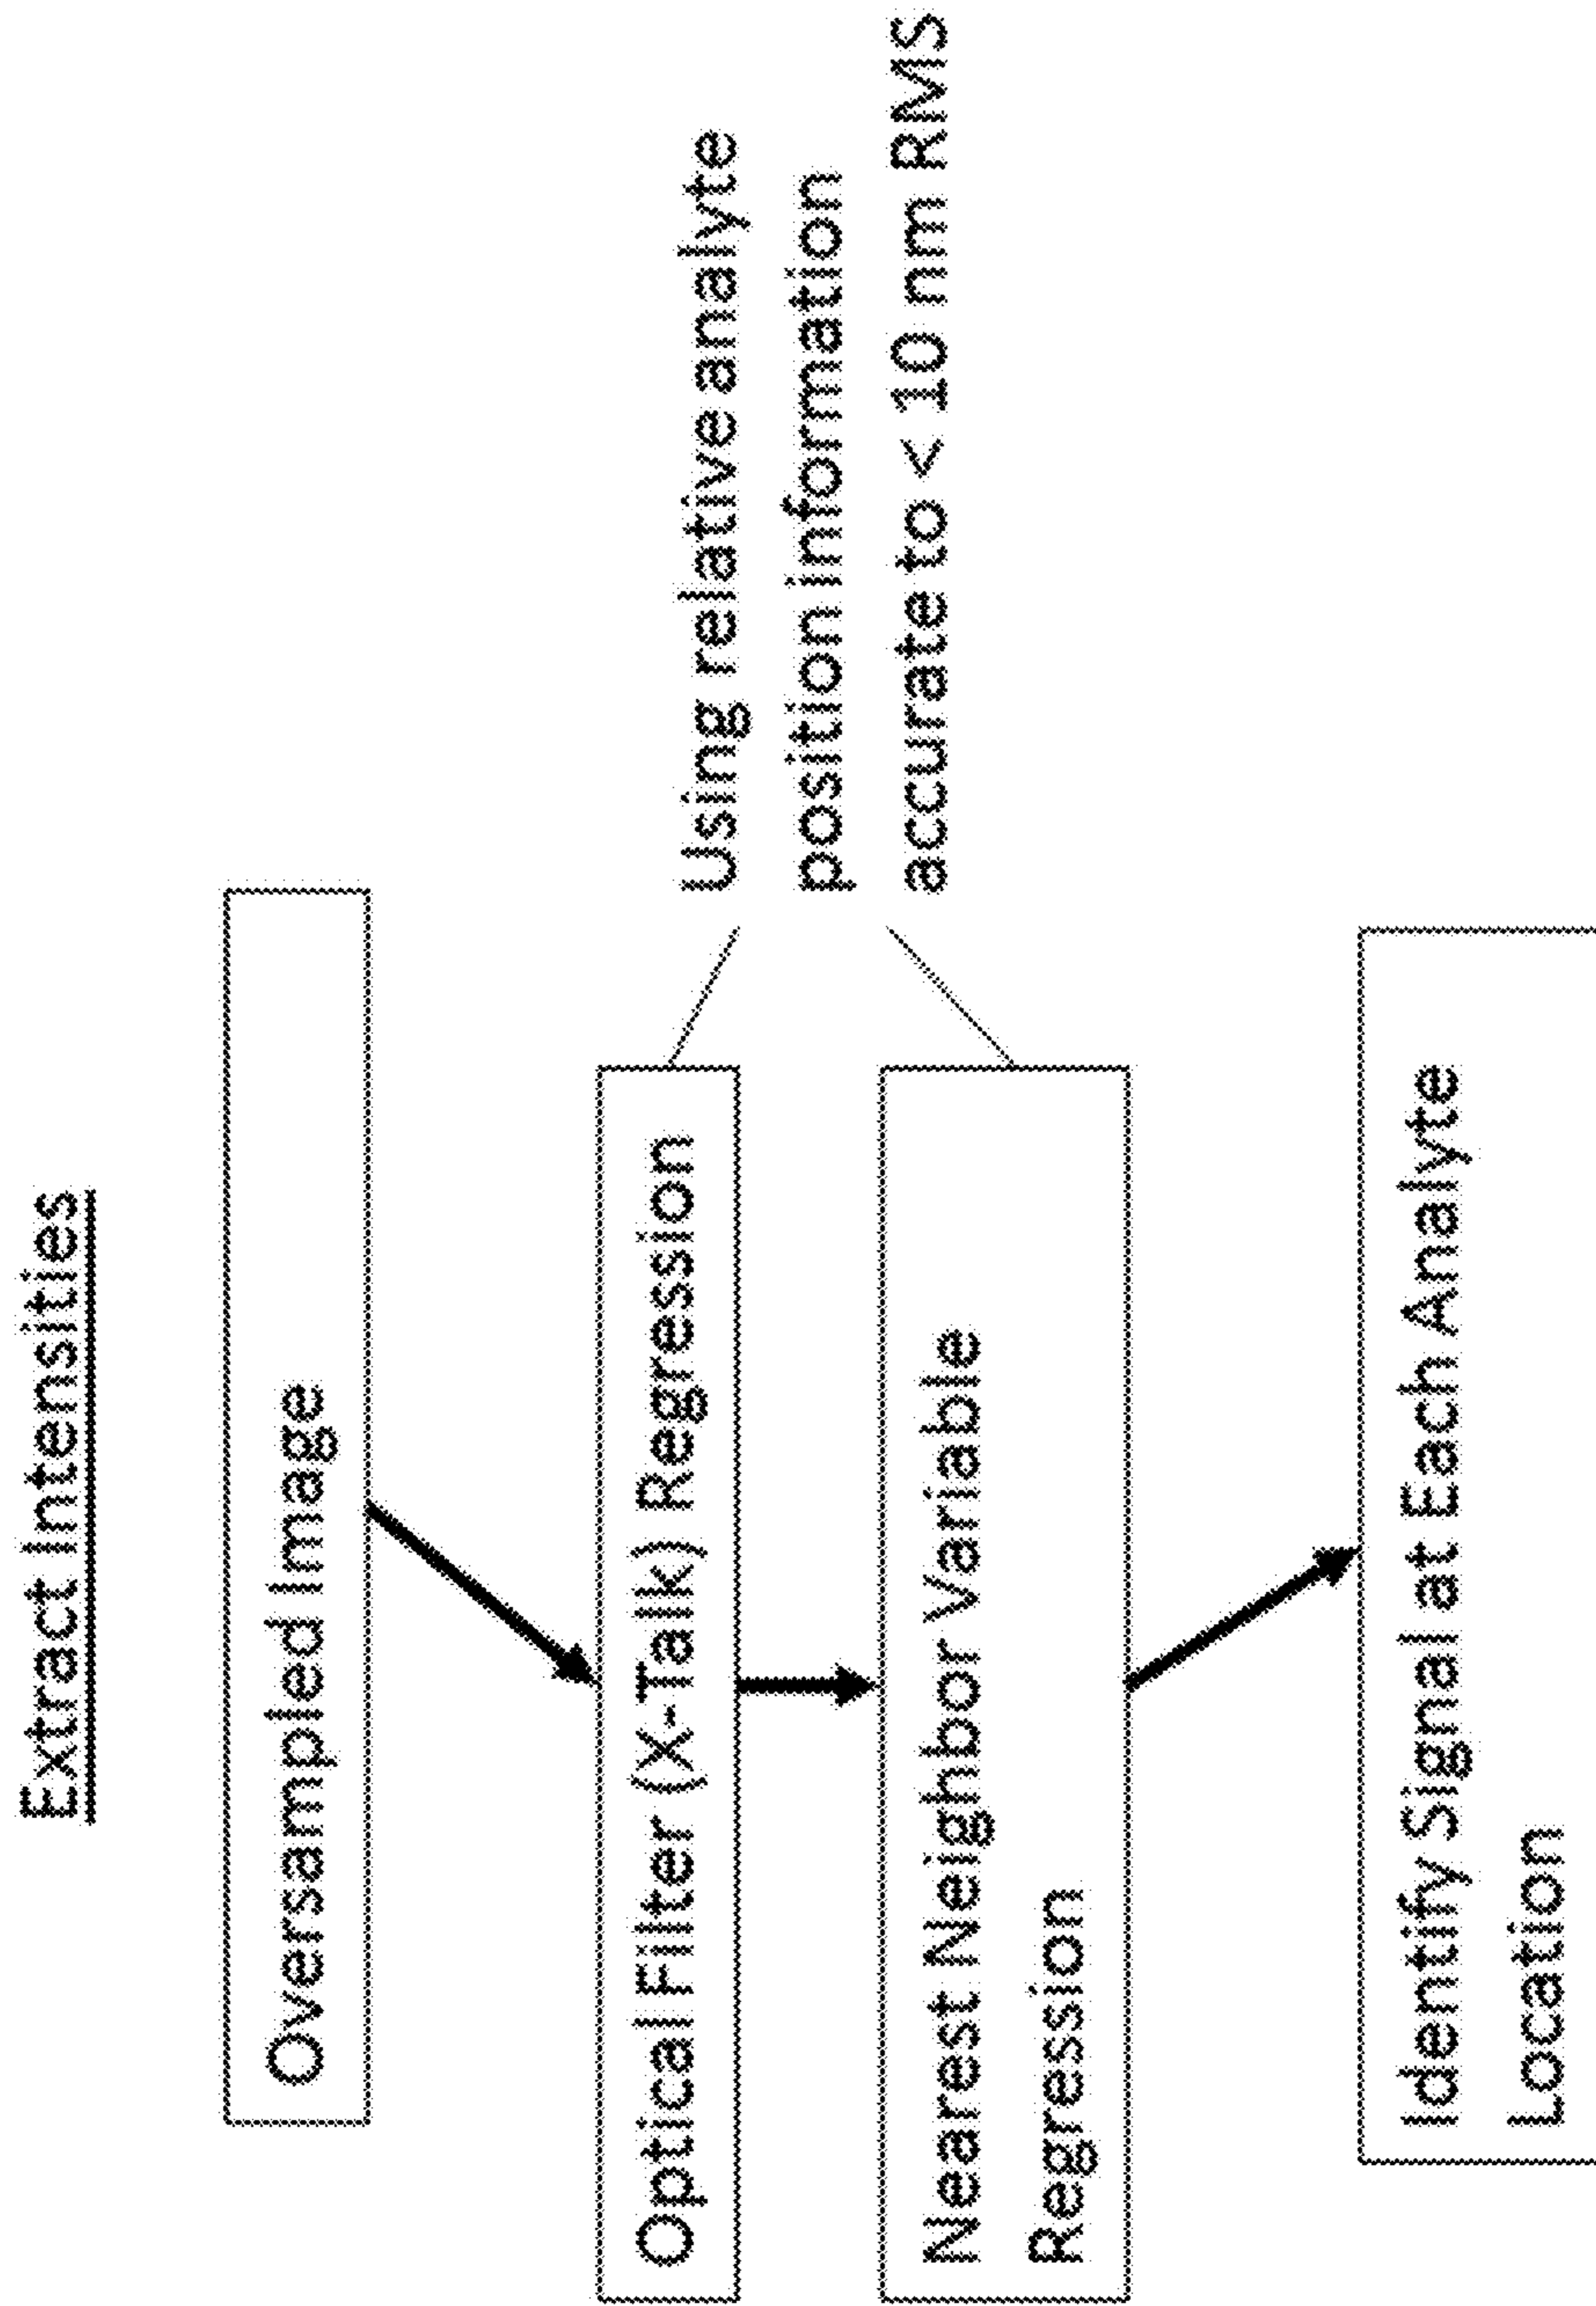 Extract Intensities
Oversampled Image
Optical Filter (X-Talk) Regression
Nearest Neighbor Variable
Regression
Using relative analyte
position information
accurate to < 10 nm RMS
Identify Signal at Each Analyte
Location